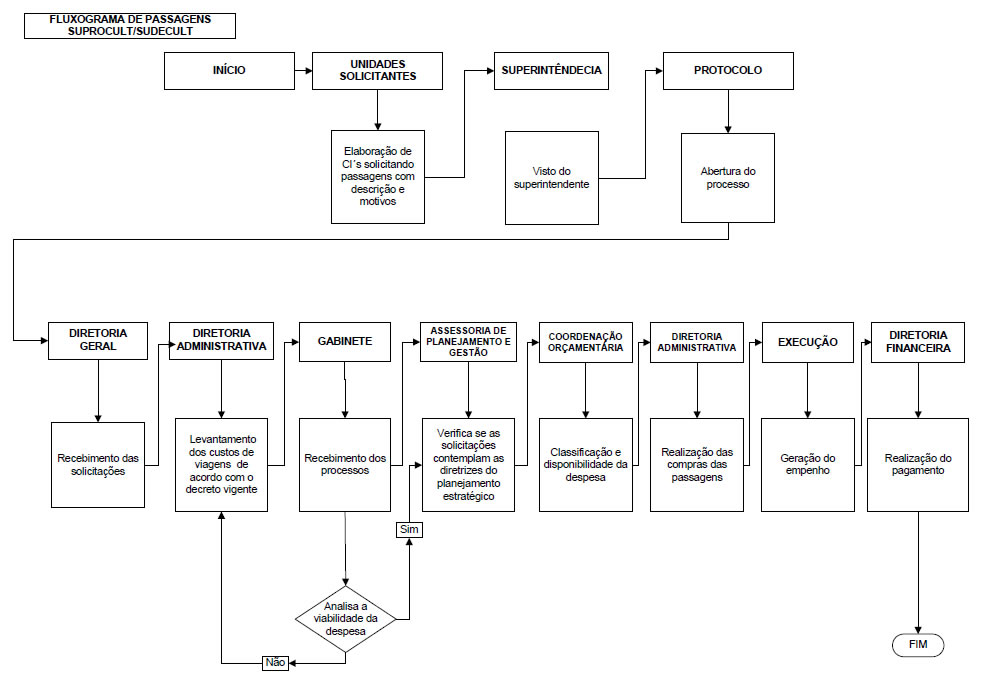 FLUXOGRAMA DE PASSAGENS
SUPROCULT/SUDECULT
INÍCIO
UNIDADES
SOLICITANTES
SUPERINTÊNDECIA
PROTOCOLO
Elaboração de
CI´s solicitando
passagens com
descrição e
motivos
Visto do
superintendente
Abertura do
processo
DIRETORIA
GERAL
DIRETORIA
ADMINISTRATIVA
GABINETE
ASSESSORIA DE
PLANEJAMENTO E
GESTÃO
COORDENAÇÃO
ORÇAMENTÁRIA
DIRETORIA
ADMINISTRATIVA
EXECUÇÃO
DIRETORIA
FINANCEIRA
Recebimento das
solicitações
Levantamento
dos custos de
viagens de
acordo com o
decreto vigente
Recebimento dos
processos
Verifica se as
solicitações
contemplam as
diretrizes do
planejamento
estratégico
Classificação e
disponibilidade da
despesa
Realização das
compras das
passagens
Geração do
empenho
Realização do
pagamento
Sim
Analisa a
viabilidade da
despesa
Não
FIM